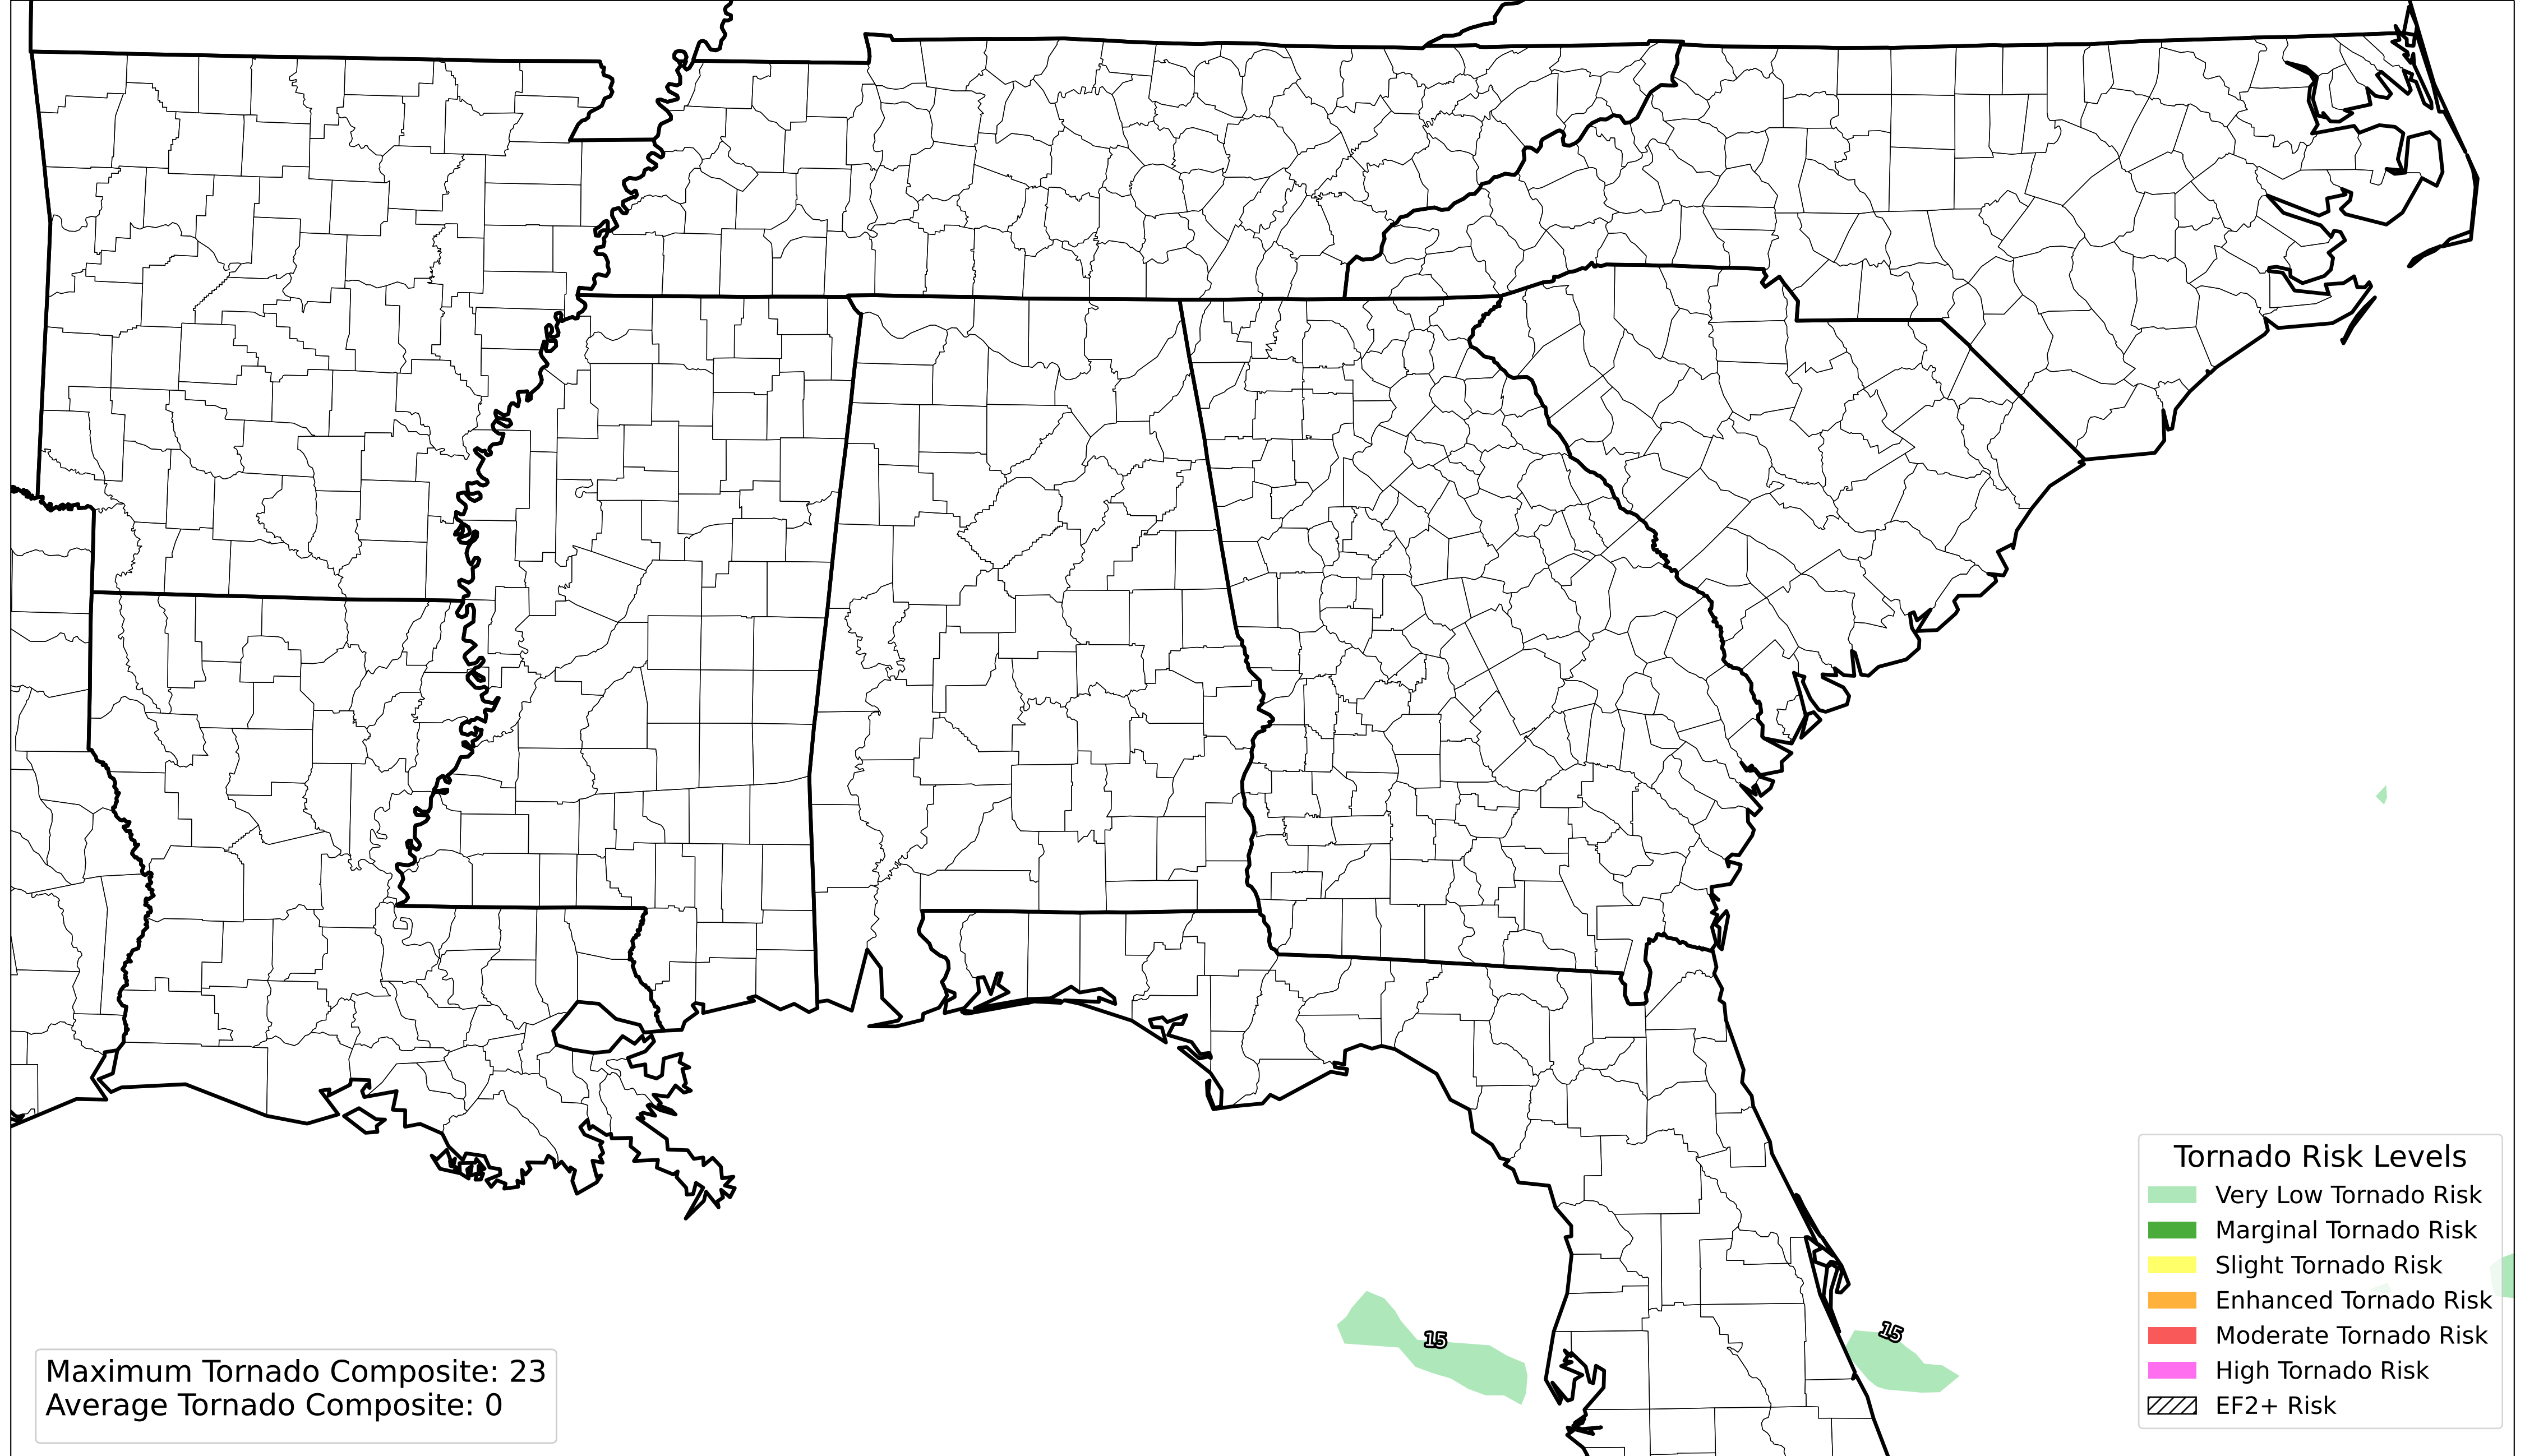 15
15
Tornado Risk Levels
Very Low Tornado Risk
Marginal Tornado Risk
Slight Tornado Risk
Enhanced Tornado Risk
Moderate Tornado Risk
High Tornado Risk
EF2+ Risk
Maximum Tornado Composite: 23
Average Tornado Composite: 0